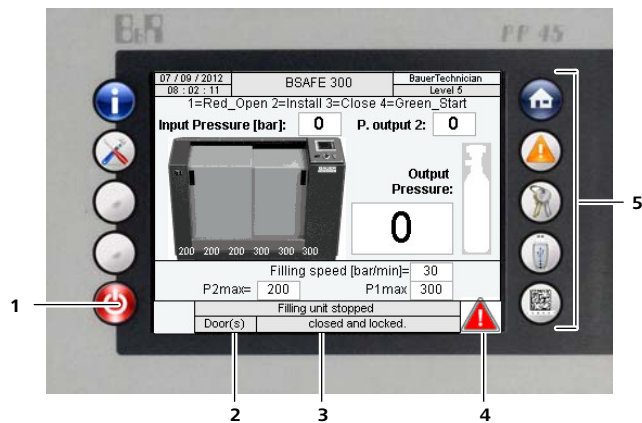 B&R
PP 45
07 / 09 / 2012
BSAFE 300
BauerTechnician
08 : 02 : 11
Level 5
1=Red_Open 2=Install 3=Close 4=Green_Start
Input Pressure [bar]: 0 P. output 2: 0
BAUER
Output
Pressure:
0
200 200 200 300 300 300
Filling speed [bar/min]= 30
P2max= 200 P1max 300
Filling unit stopped
Door(s) closed and locked.
1
2
3
4
5